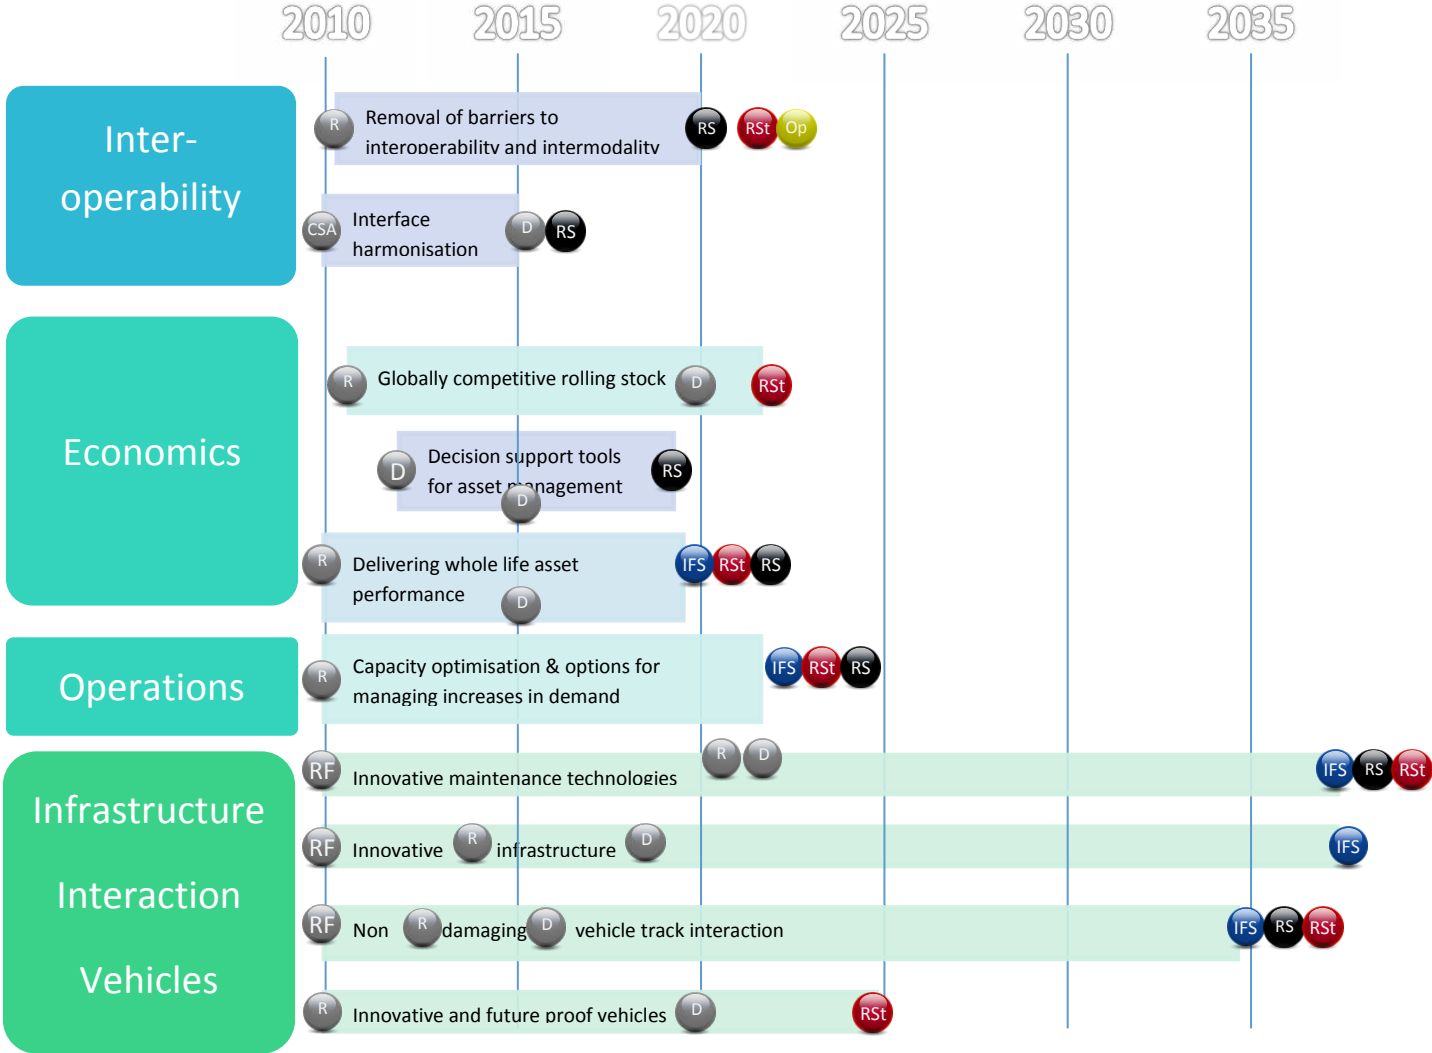 2010 2015 2020 2025 2030 2035
Inter-
operability
R Removal of barriers to RS RSt Op
interoperability and intermodality
CSA Interface D RS
harmonisation
Economics
R Globally competitive rolling stock D RSt
D Decision support tools RS
for asset management
D
R Delivering whole life asset IFS RSt RS
performance
D
Operations
R Capacity optimisation & options for IFS RSt RS
managing increases in demand
Infrastructure
Interaction
Vehicles
R D
RF Innovative maintenance technologies IFS RS RSt
RF Innovative R infrastructure D IFS
RF Non R damaging D vehicle track interaction IFS RS RSt
R Innovative and future proof vehicles D RSt